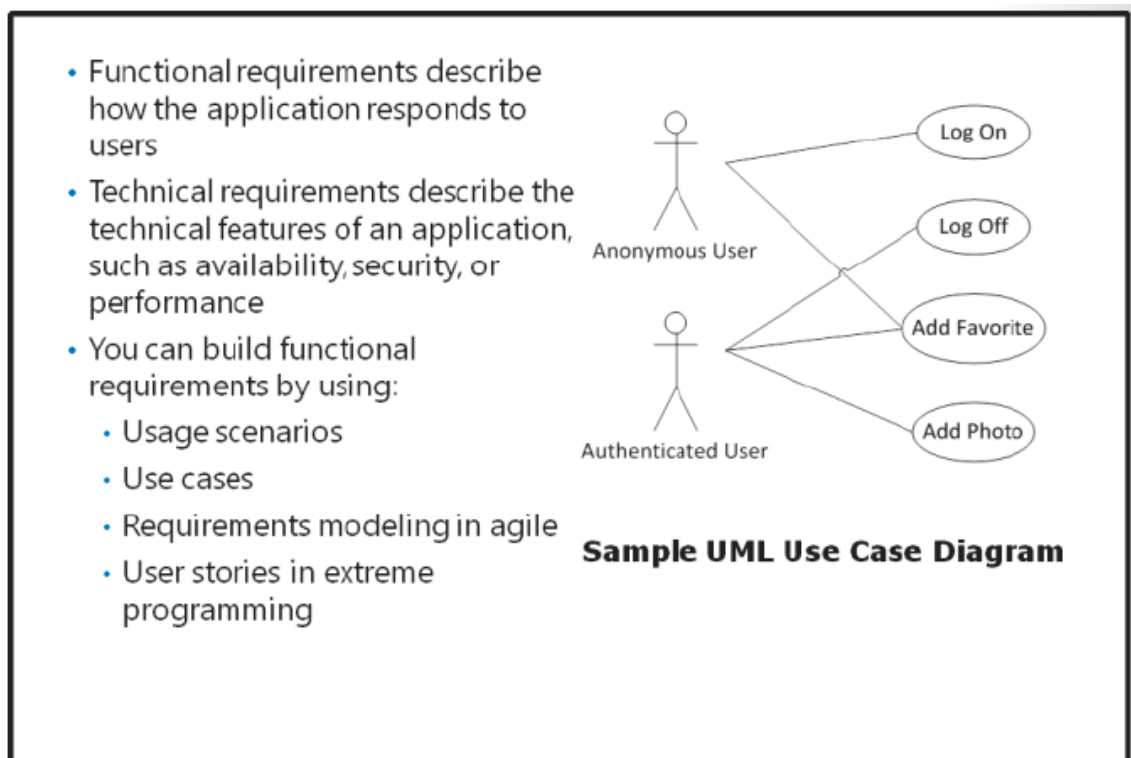 • Functional requirements describe
how the application responds to
users
• Technical requirements describe the
technical features of an application,
such as availability, security, or
performance
• You can build functional
requirements by using:
• Usage scenarios
• Use cases
• Requirements modeling in agile
• User stories in extreme
programming
Log On
Log Off
Anonymous User
Add Favorite
Add Photo
Authenticated User
Sample UML Use Case Diagram